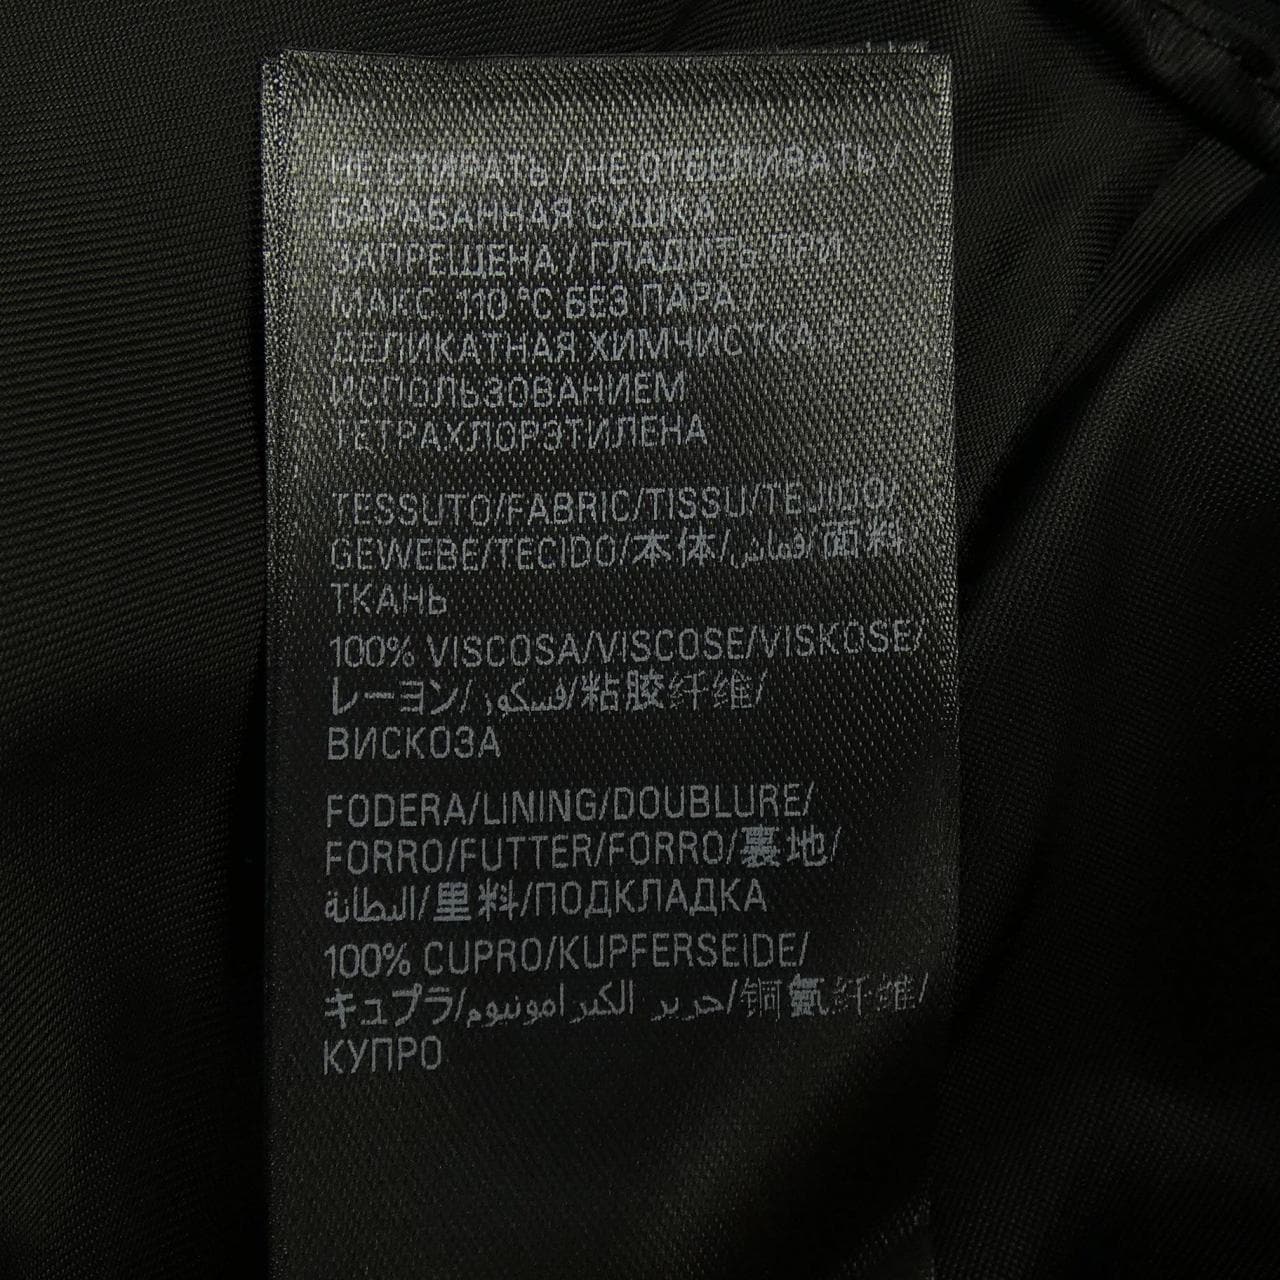 НЕ СТИРАТЬ / НЕ ОТБЕЛИВАТЬ /
БАРАБАННАЯ СУШКА
ЗАПРЕЩЕНА / ГЛАДИТЬ ПРИ
МАКС. 110 °C БЕЗ ПАРА /
ДЕЛИКАТНАЯ ХИМЧИСТКА С
ИСПОЛЬЗОВАНИЕМ
ТЕТРАХЛОРЭТИЛЕНА
TESSUTO/FABRIC/TISSU/TEJIDO/
GEWEBE/TECIDO/本体/قماش/面料/
ТКАНЬ
100% VISCOSA/VISCOSE/VISKOSE/
レーヨン/فسكوز/粘胶纤维/
ВИСКОЗА
FODERA/LINING/DOUBLURE/
FORRO/FUTTER/FORRO/裏地/
البطانة/里料/ПОДКЛАДКА
100% CUPRO/KUPFERSEIDE/
キュプラ/حرير الكبرامونيوم/铜氨纤维/
КУПРО